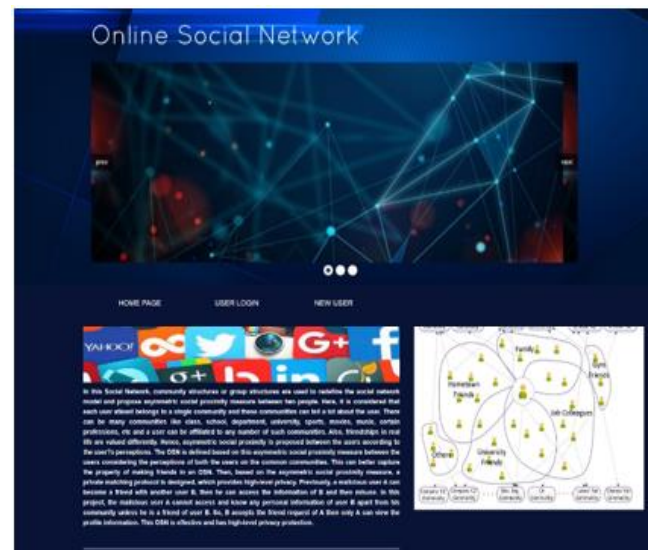 Online Social Network
prev
next
HOME PAGE USER LOGIN NEW USER
YAHOO! G+ f
g+ in
In this Social Network, community structures or group structures are used to redefine the social network
model and propose asymmetric social proximity measure between two people. Here, it is considered that
each user atleast belongs to a single community and these communities can tell a lot about the user. There
can be many communities like class, school, department, university, sports, movies, music, certain
professions, etc and a user can be affiliated to any number of such communities. Also, friendships in real
life are valued differently. Hence, asymmetric social proximity is proposed between the users according to
the user?s perceptions. The OSN is defined based on this asymmetric social proximity measure between the
users considering the perceptions of both the users on the common communities. This can better capture
the property of making friends in an OSN. Then, based on the asymmetric social proximity measure, a
private matching protocol is designed, which provides high-level privacy. Previously, a malicious user A can
become a friend with another user B, then he can access the information of B and then misuse. In this
project, the malicious user A cannot access and know any personal information of user B apart from his
community unless he is a friend of user B. So, B accepts the friend request of A then only A can view the
profile information. This OSN is effective and has high-level privacy protection.
Family
Gym
Friends
Hometown
Friends
Job Colleagues
Others
University
Friends